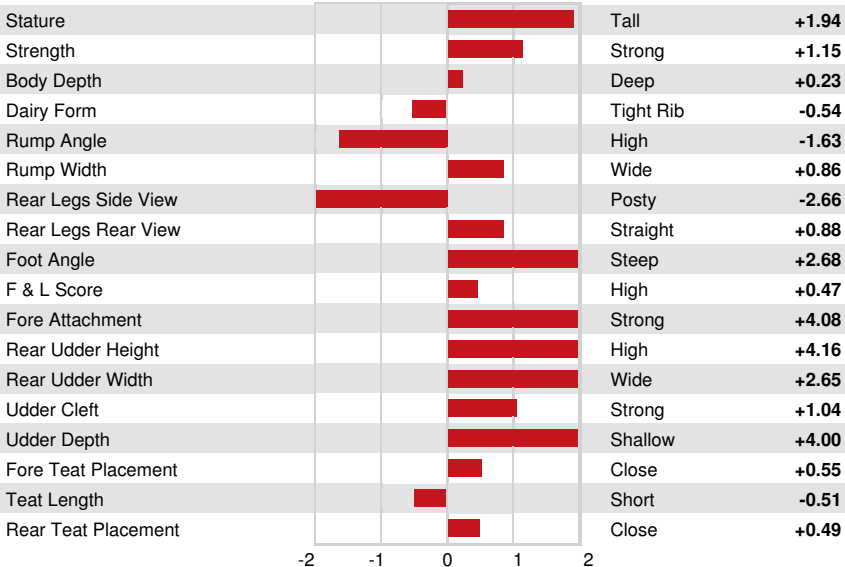 Stature Tall +1.94
Strength Strong +1.15
Body Depth Deep +0.23
Dairy Form Tight Rib -0.54
Rump Angle High -1.63
Rump Width Wide +0.86
Rear Legs Side View Posty -2.66
Rear Legs Rear View Straight +0.88
Foot Angle Steep +2.68
F & L Score High +0.47
Fore Attachment Strong +4.08
Rear Udder Height High +4.16
Rear Udder Width Wide +2.65
Udder Cleft Strong +1.04
Udder Depth Shallow +4.00
Fore Teat Placement Close +0.55
Teat Length Short -0.51
Rear Teat Placement Close +0.49
-2 -1 0 1 2